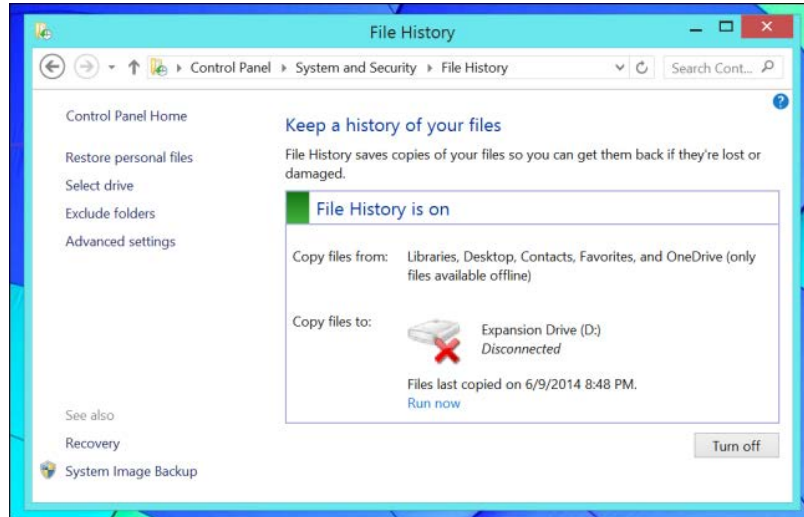 File History
Control Panel ▸ System and Security ▸ File History
Search Cont...
Control Panel Home
Restore personal files
Select drive
Exclude folders
Advanced settings
See also
Recovery
System Image Backup
Keep a history of your files
File History saves copies of your files so you can get them back if they're lost or
damaged.
File History is on
Copy files from: Libraries, Desktop, Contacts, Favorites, and OneDrive (only
files available offline)
Copy files to: Expansion Drive (D:)
Disconnected
Files last copied on 6/9/2014 8:48 PM.
Run now
Turn off